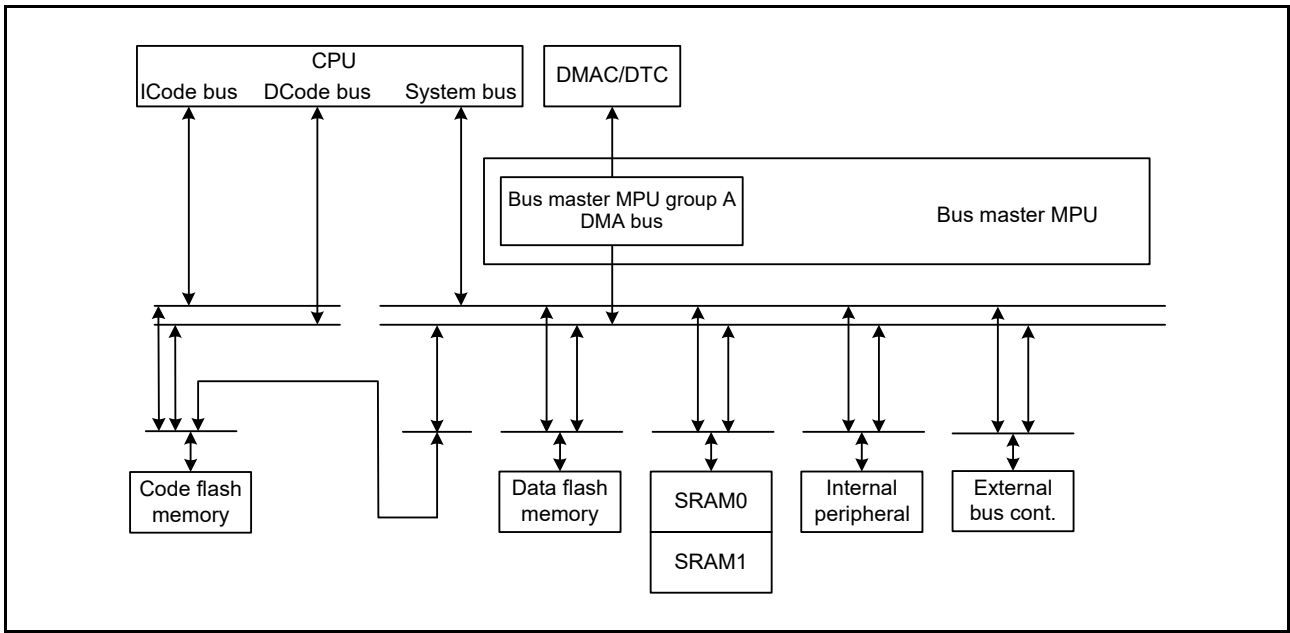 CPU
ICode bus DCode bus System bus
DMAC/DTC
Bus master MPU group A
DMA bus
Bus master MPU
Code flash
memory
Data flash
memory
SRAM0
SRAM1
Internal
peripheral
External
bus cont.